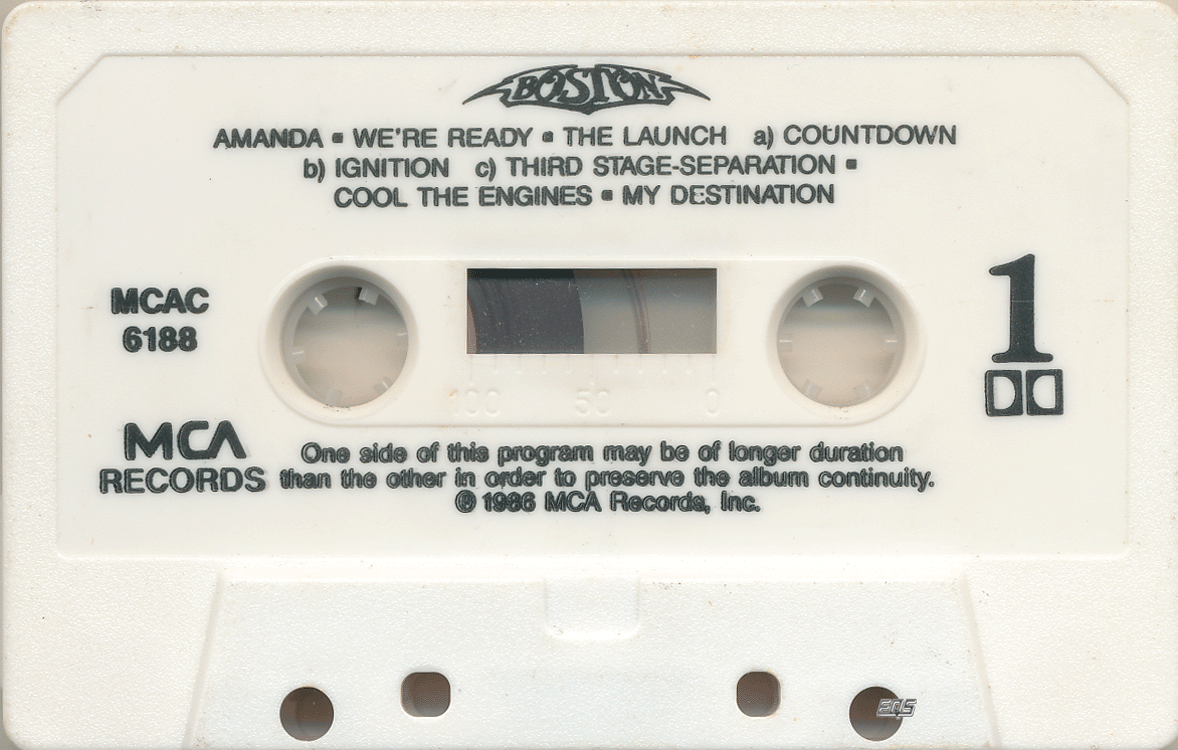 BOSTON
AMANDA ▪ WE'RE READY ▪ THE LAUNCH a) COUNTDOWN
b) IGNITION c) THIRD STAGE-SEPARATION ▪
COOL THE ENGINES ▪ MY DESTINATION
MCAC
6188
1
100 50 0
MCA
RECORDS
One side of this program may be of longer duration
than the other in order to preserve the album continuity.
℗ 1986 MCA Records, Inc.